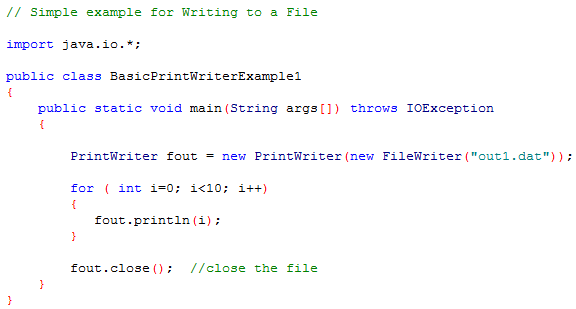 // Simple example for Writing to a File
import java.io.*;
public class BasicPrintWriterExample1
{
public static void main(String args[]) throws IOException
{
PrintWriter fout = new PrintWriter(new FileWriter("out1.dat"));
for ( int i=0; i<10; i++)
{
fout.println(i);
}
fout.close();  //close the file
}
}